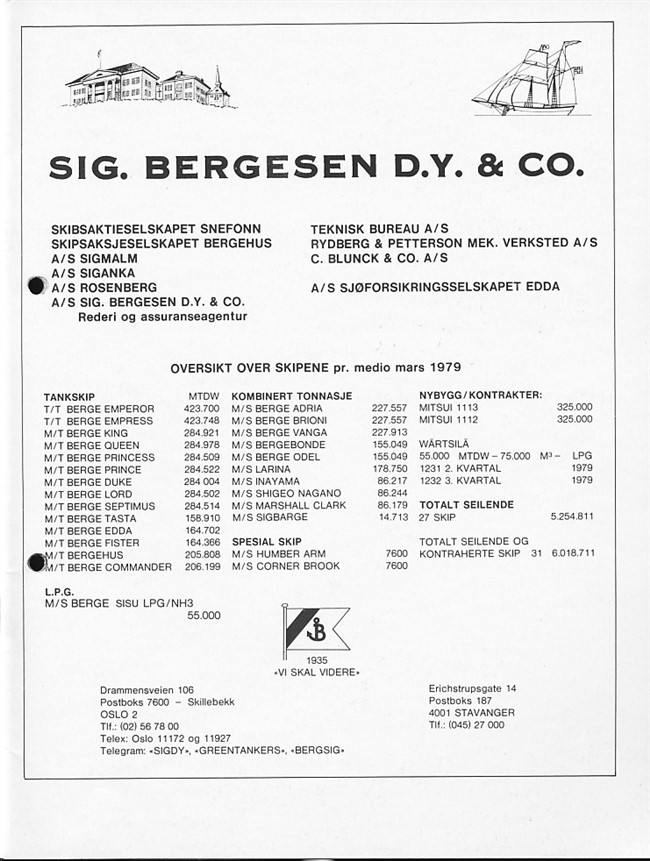 SIG. BERGESEN D.Y. & CO.
SKIBSAKTIESELSKAPET SNEFONN
SKIPSAKSJESELSKAPET BERGEHUS
A/S SIGMALM
A/S SIGANKA
A/S ROSENBERG
A/S SIG. BERGESEN D.Y. & CO.
Rederi og assuranseagentur
TEKNISK BUREAU A/S
RYDBERG & PETTERSON MEK. VERKSTED A/S
C. BLUNCK & CO. A/S
A/S SJØFORSIKRINGSSELSKAPET EDDA
OVERSIKT OVER SKIPENE pr. medio mars 1979
TANKSKIP MTDW
T/T BERGE EMPEROR 423.700
T/T BERGE EMPRESS 423.748
M/T BERGE KING 284.921
M/T BERGE QUEEN 284.978
M/T BERGE PRINCESS 284.509
M/T BERGE PRINCE 284.522
M/T BERGE DUKE 284 004
M/T BERGE LORD 284.502
M/T BERGE SEPTIMUS 284.514
M/T BERGE TASTA 158.910
M/T BERGE EDDA 164.702
M/T BERGE FISTER 164.366
M/T BERGEHUS 205.808
M/T BERGE COMMANDER 206.199
L.P.G.
M/S BERGE SISU LPG/NH3
55.000
KOMBINERT TONNASJE
M/S BERGE ADRIA 227.557
M/S BERGE BRIONI 227.557
M/S BERGE VANGA 227.913
M/S BERGEBONDE 155.049
M/S BERGE ODEL 155.049
M/S LARINA 178.750
M/S INAYAMA 86.217
M/S SHIGEO NAGANO 86.244
M/S MARSHALL CLARK 86.179
M/S SIGBARGE 14.713
SPESIAL SKIP
M/S HUMBER ARM 7600
M/S CORNER BROOK 7600
NYBYGG/KONTRAKTER:
MITSUI 1113 325.000
MITSUI 1112 325.000
WÄRTSILÄ
55.000 MTDW – 75.000 M³ – LPG
1231 2. KVARTAL 1979
1232 3. KVARTAL 1979
TOTALT SEILENDE
27 SKIP 5.254.811
TOTALT SEILENDE OG
KONTRAHERTE SKIP 31 6.018.711
B
1935
«VI SKAL VIDERE»
Drammensveien 106
Postboks 7600 – Skillebekk
OSLO 2
Tlf.: (02) 56 78 00
Telex: Oslo 11172 og 11927
Telegram: «SIGDY», «GREENTANKERS», «BERGSIG»
Erichstrupsgate 14
Postboks 187
4001 STAVANGER
Tlf.: (045) 27 000